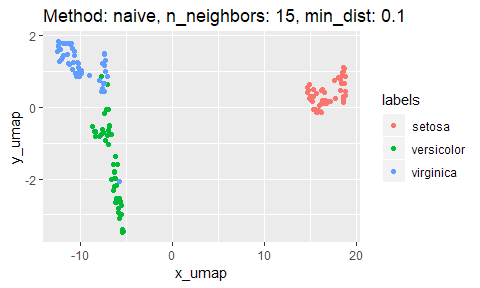 Method: naive, n_neighbors: 15, min_dist: 0.1
2
0
-2
y_umap
-10
0
10
20
x_umap
labels
setosa
versicolor
virginica